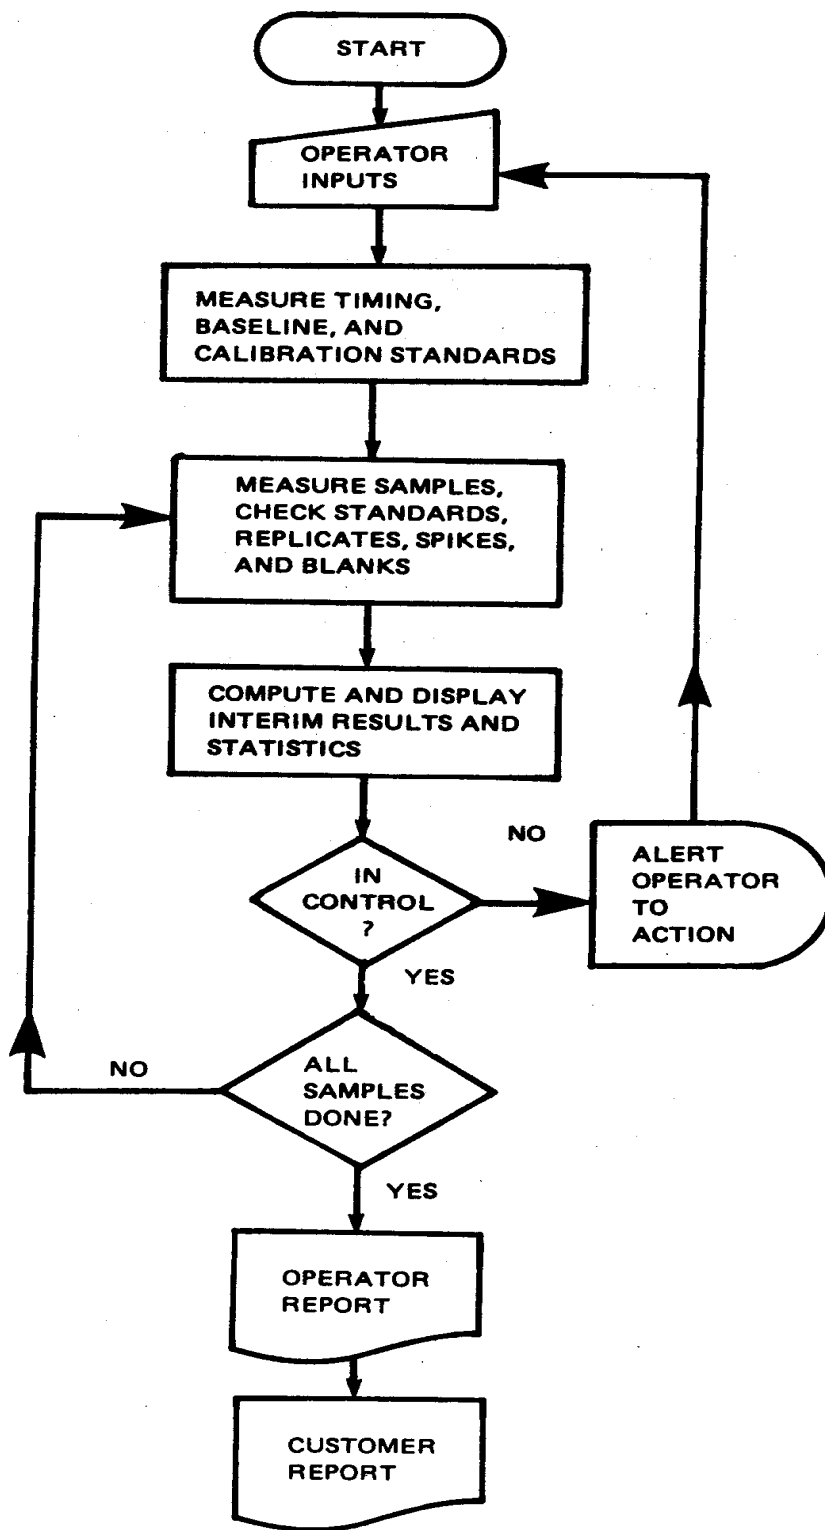 START
OPERATOR
INPUTS
MEASURE TIMING,
BASELINE, AND
CALIBRATION STANDARDS
MEASURE SAMPLES,
CHECK STANDARDS,
REPLICATES, SPIKES,
AND BLANKS
COMPUTE AND DISPLAY
INTERIM RESULTS AND
STATISTICS
IN
CONTROL
?
NO
ALERT
OPERATOR
TO
ACTION
YES
ALL
SAMPLES
DONE?
NO
YES
OPERATOR
REPORT
CUSTOMER
REPORT